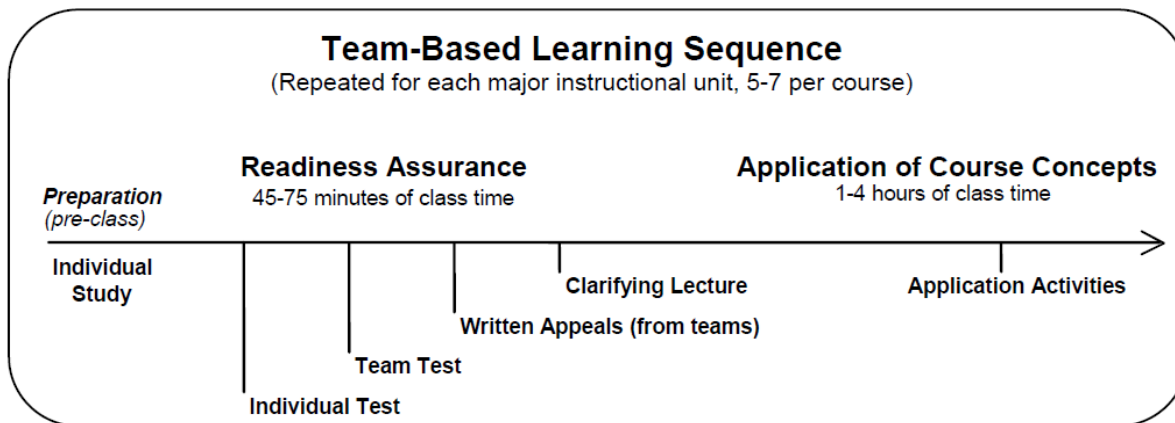 Team-Based Learning Sequence
(Repeated for each major instructional unit, 5-7 per course)
Readiness Assurance
45-75 minutes of class time
Application of Course Concepts
1-4 hours of class time
Preparation
(pre-class)
Individual
Study
Clarifying Lecture
Application Activities
Written Appeals (from teams)
Team Test
Individual Test